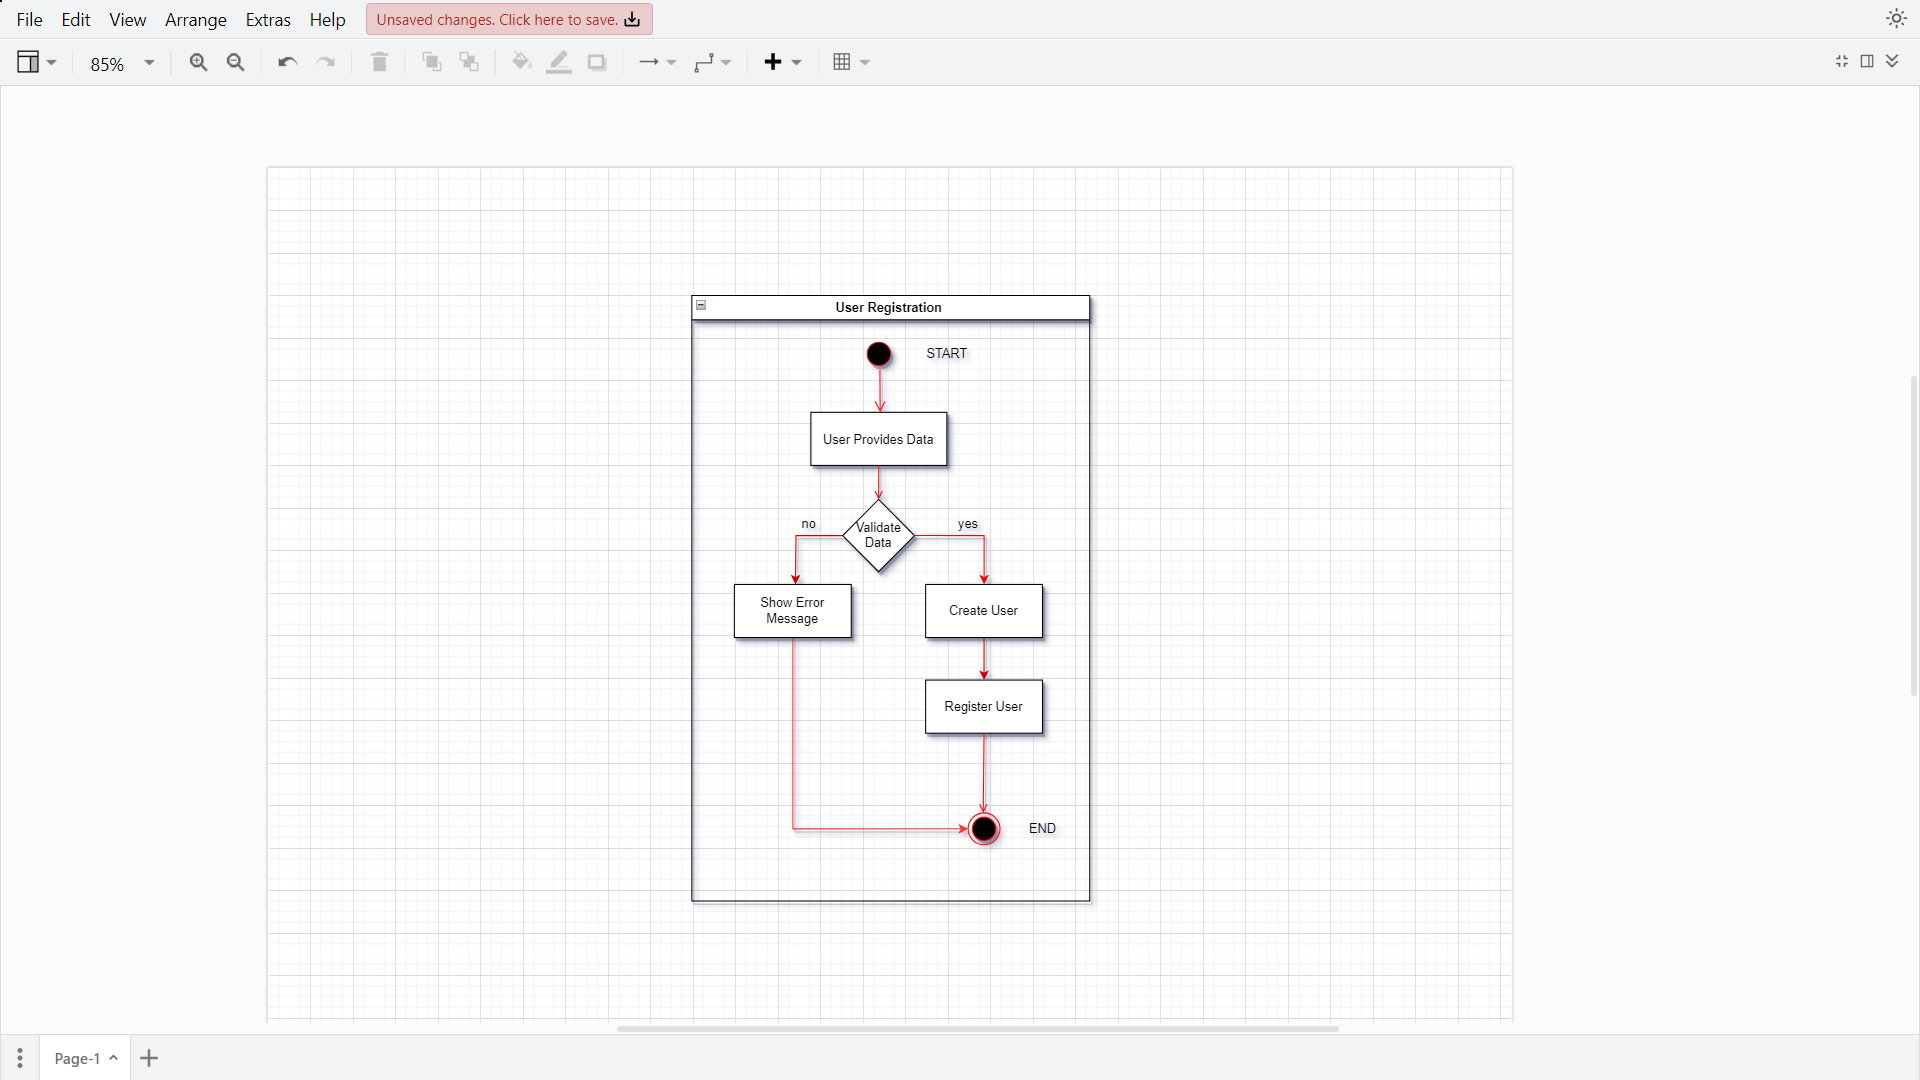 File Edit View Arrange Extras Help Unsaved changes. Click here to save.
85%
User Registration
START
User Provides Data
Validate
Data
no
yes
Show Error
Message
Create User
Register User
END
Page-1